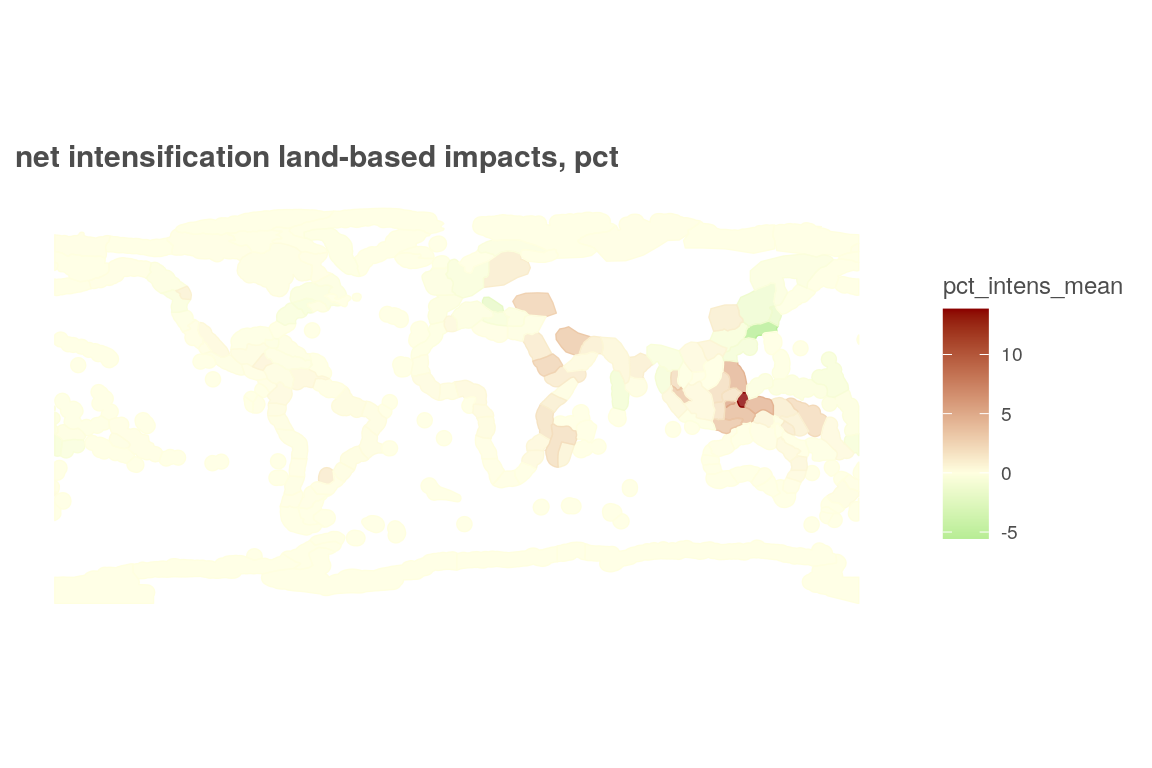 net intensification land-based impacts, pct
pct_intens_mean
10
5
0
-5